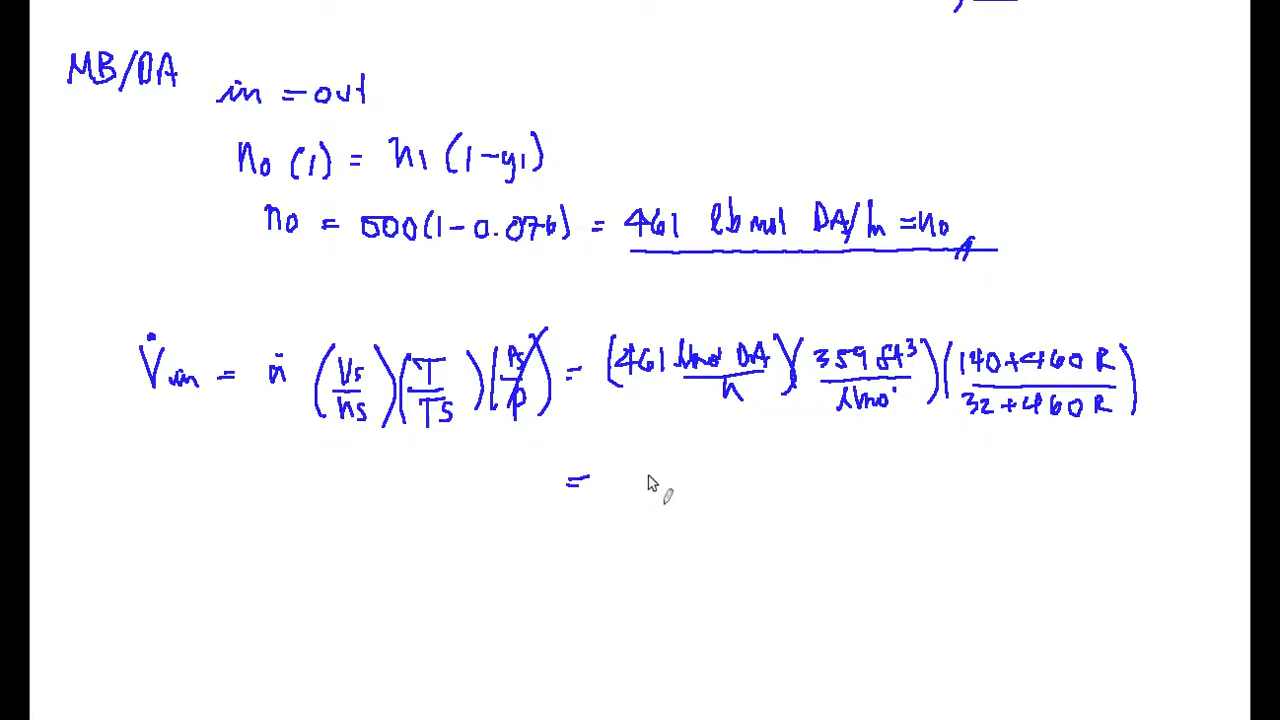 MB/DA
in = out
n0 (1) = n1 (1-y1)
n0 = 500(1-0.076) = 461 lbmol DA/h = n0
V̇in = ṅ (Vs/ns)(T/Ts)(Ps/P) = (461 lbmol DA/h)(359 ft³/lbmol)(140+460 R/32+460 R)
=